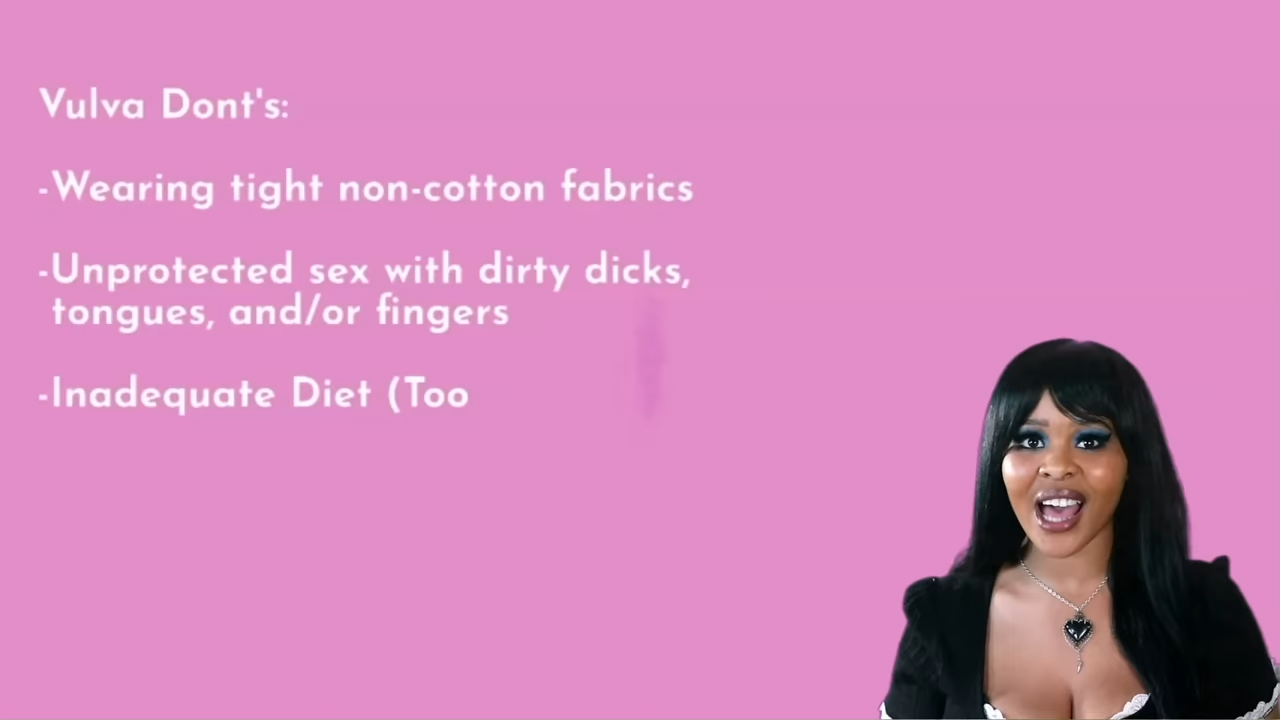 Vulva Dont's:
-Wearing tight non-cotton fabrics
-Unprotected sex with dirty dicks,
tongues, and/or fingers
-Inadequate Diet (Too